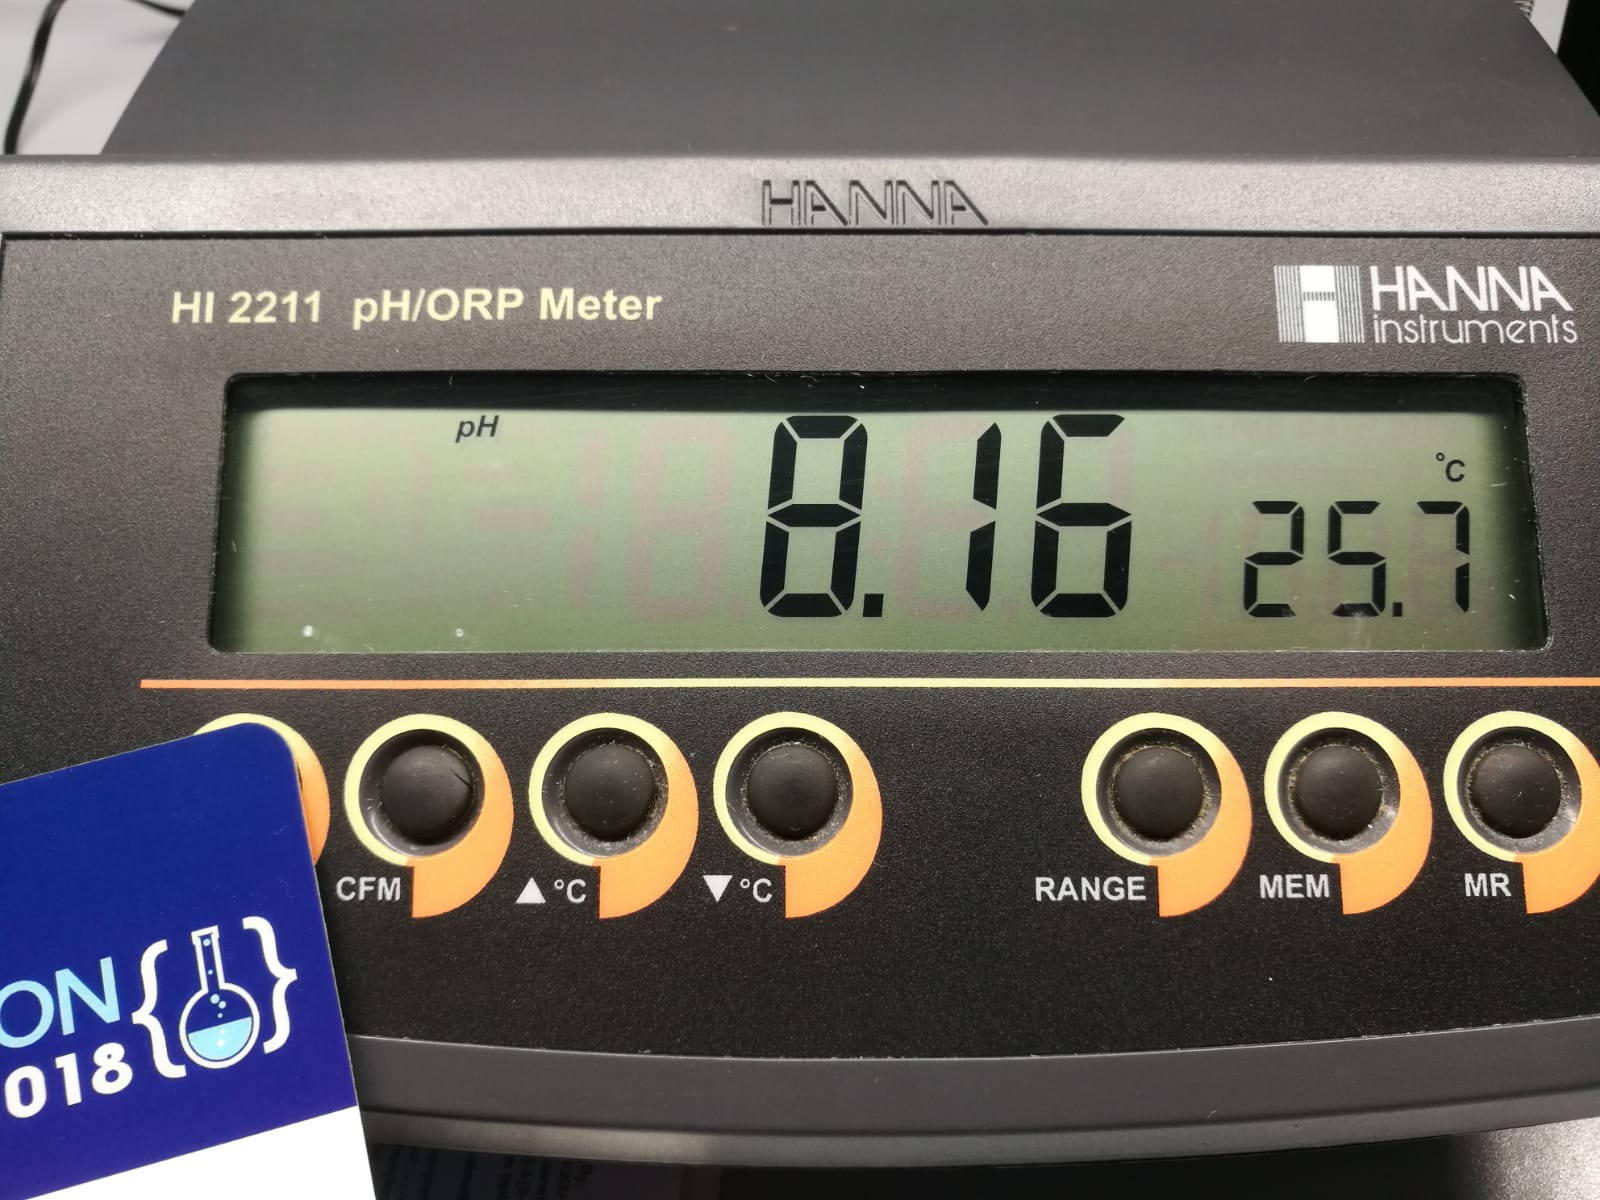 HANNA
HI 2211 pH/ORP Meter
HANNA
instruments
pH
8.16
°C
25.7
CFM
▲°C
▼°C
RANGE
MEM
MR
ON
018